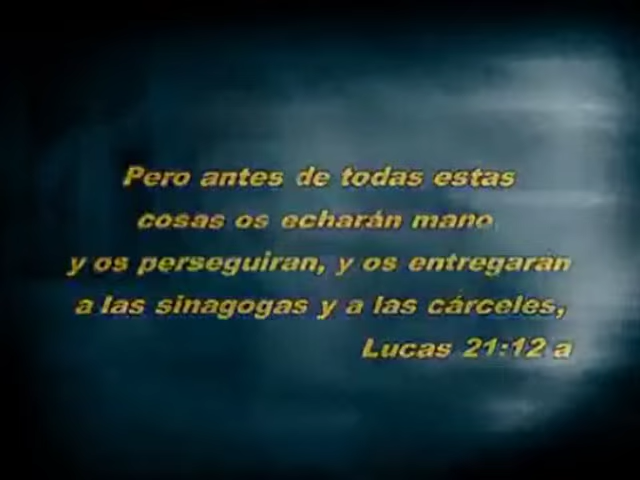 Pero antes de todas estas
cosas os echarán mano
y os perseguiran, y os entregarán
a las sinagogas y a las cárceles,
Lucas 21:12 a